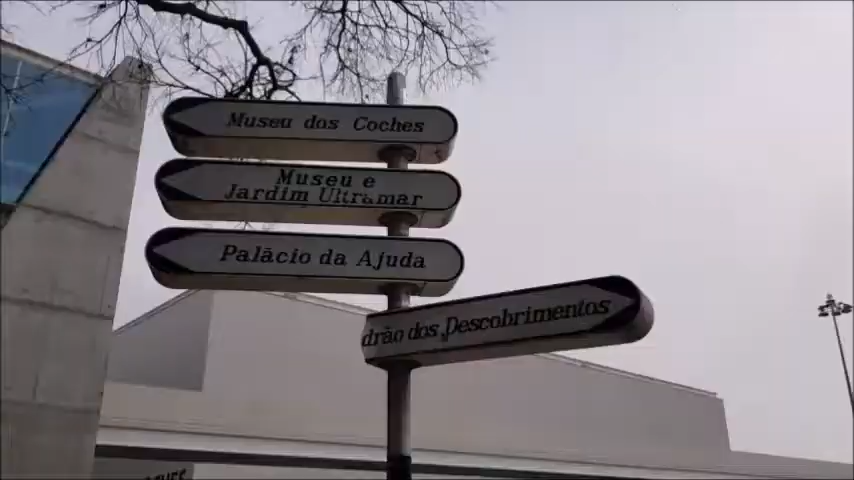 Museu dos Coches
Museu e
Jardim Ultramar
Palácio da Ajuda
drão dos Descobrimentos